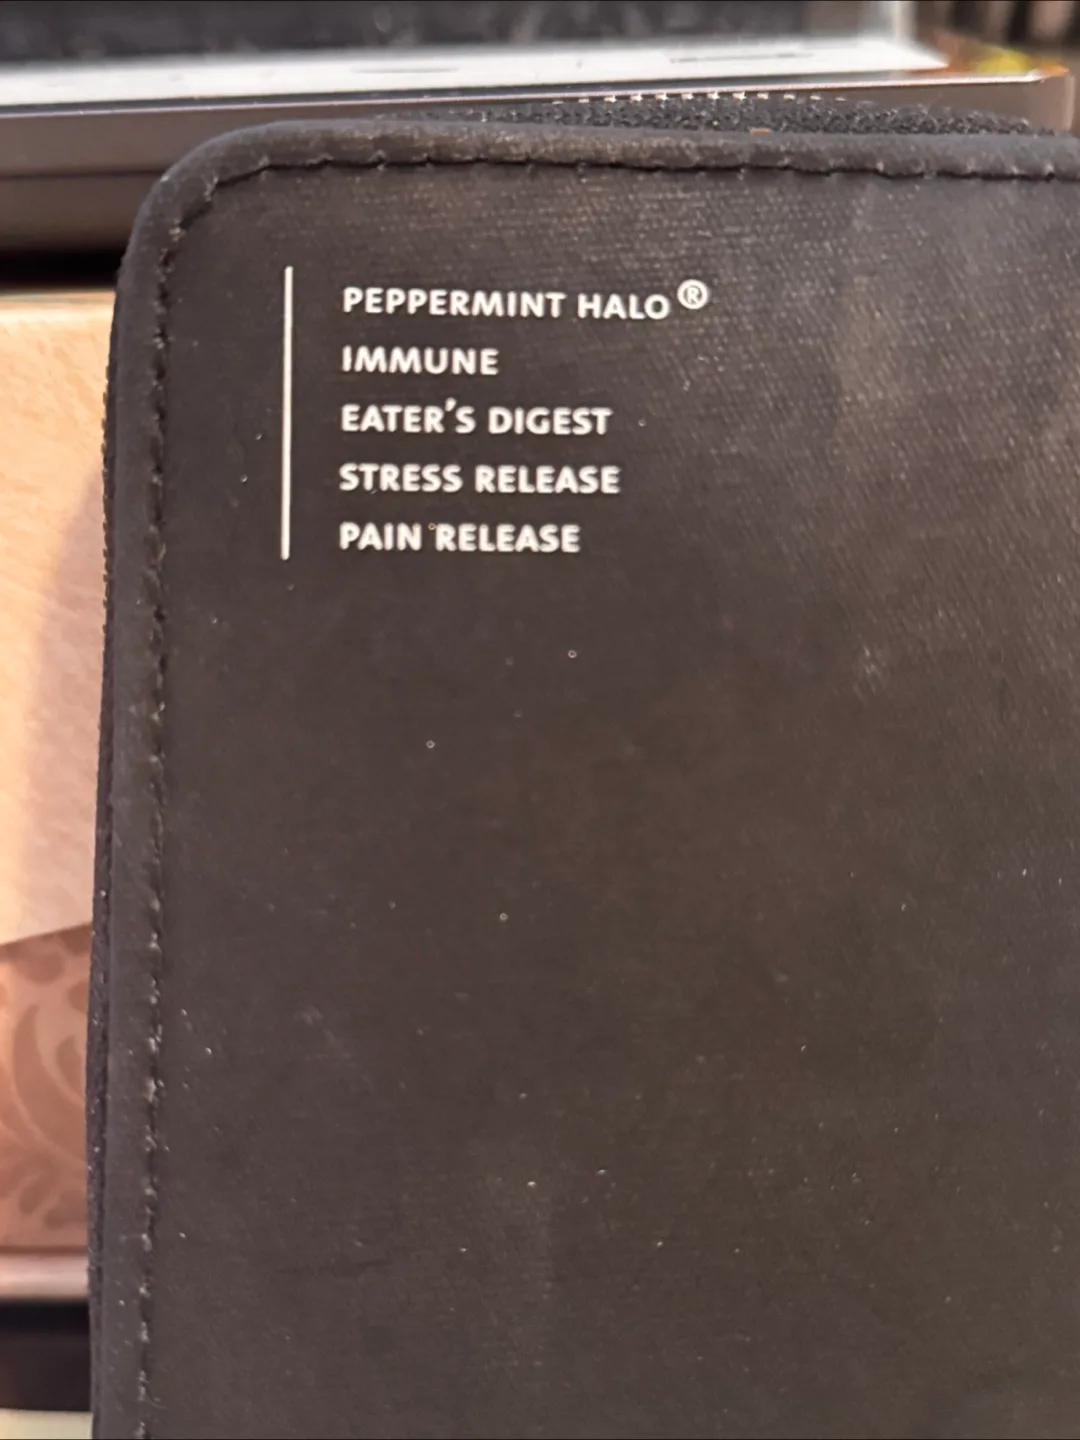 PEPPERMINT HALO®
IMMUNE
EATER'S DIGEST
STRESS RELEASE
PAIN RELEASE